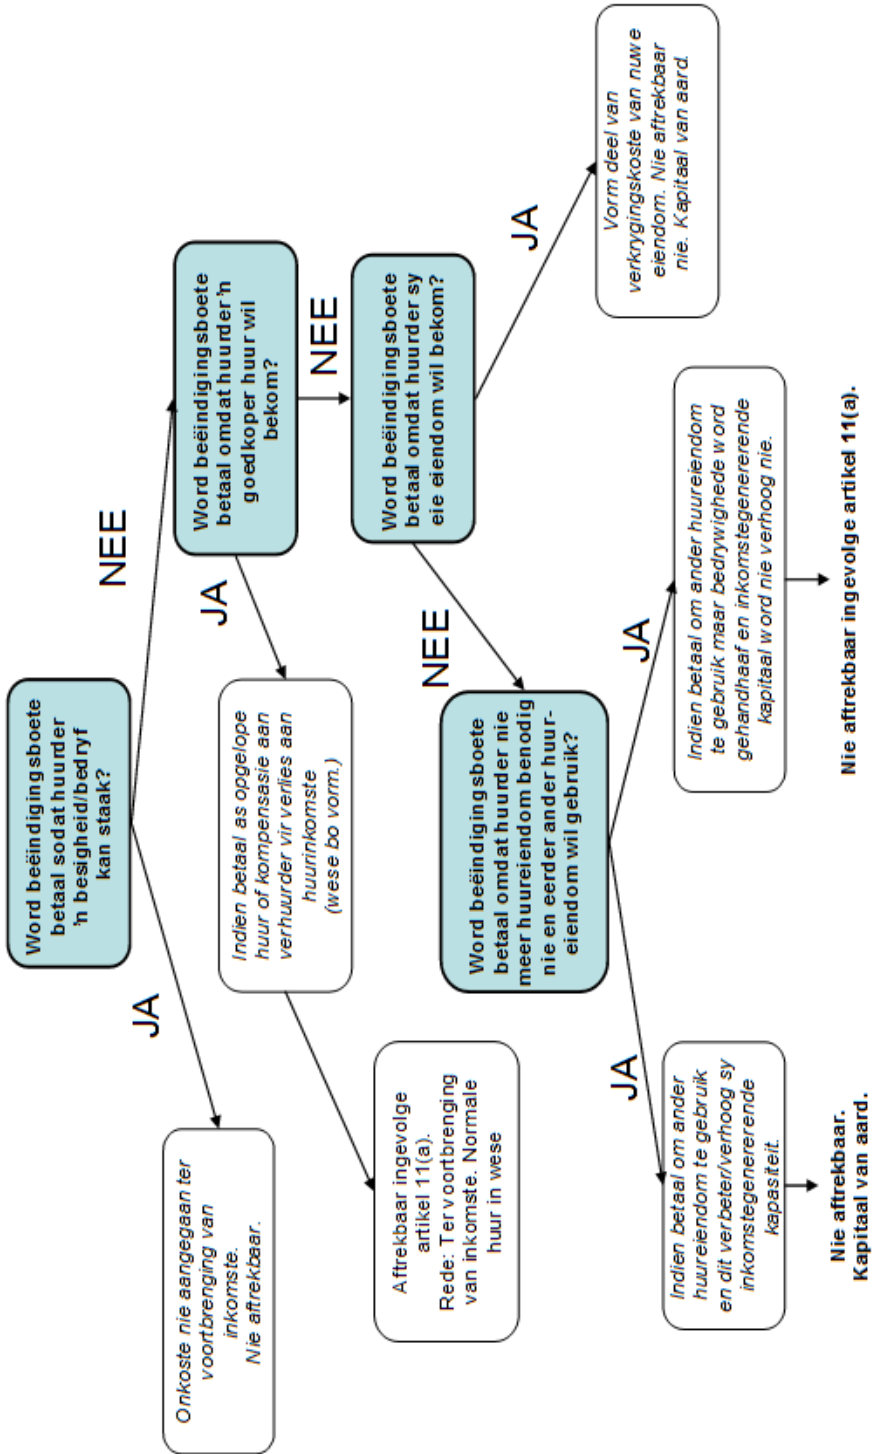 Word beëindigingsboete
betaal sodat huurder
'n besigheid/bedryf
kan staak?
JA
NEE
Onkoste nie aangegaan ter
voortbrenging van
inkomste.
Nie aftrekbaar.
Word beëindigingsboete
betaal omdat huurder 'n
goedkoper huur wil
bekom?
JA
NEE
Indien betaal as opgelope
huur of kompensasie aan
verhuurder vir verlies aan
huurinkomste
(wese bo vorm.)
Aftrekbaar ingevolge
artikel 11(a).
Rede: Ter voortbrenging
van inkomste. Normale
huur in wese
Word beëindigingsboete
betaal omdat huurder sy
eie eiendom wil bekom?
NEE
JA
Vorm deel van
verkrygingskoste van nuwe
eiendom. Nie aftrekbaar
nie. Kapitaal van aard.
Word beëindigingsboete
betaal omdat huurder nie
meer huureiendom benodig
nie en eerder ander huur-
eiendom wil gebruik?
JA
JA
Indien betaal om ander
huureiendom te gebruik
en dit verbeter/verhoog sy
inkomstegenererende
kapasiteit.
Nie aftrekbaar.
Kapitaal van aard.
Indien betaal om ander huureiendom
te gebruik maar bedrywighede word
gehandhaaf en inkomstegenererende
kapitaal word nie verhoog nie.
Nie aftrekbaar ingevolge artikel 11(a).